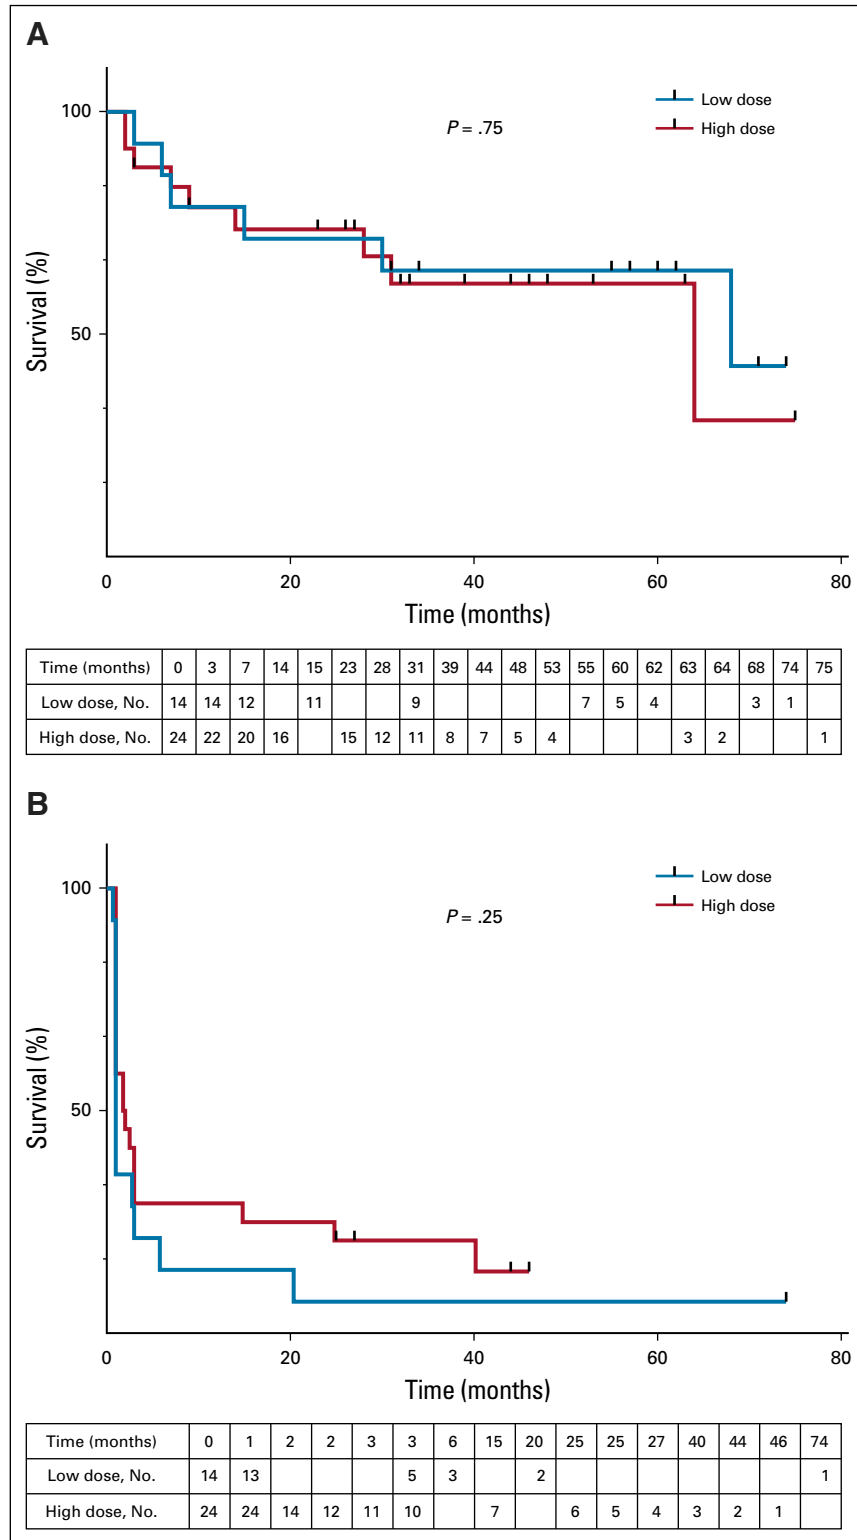 A
100
50
Survival (%)
P = .75
Low dose
High dose
0 20 40 60 80
Time (months)
Time (months) 0 3 7 14 15 23 28 31 39 44 48 53 55 60 62 63 64 68 74 75
Low dose, No. 14 14 12 11 9 7 5 4 3 1
High dose, No. 24 22 20 16 15 12 11 8 7 5 4 3 2 1
B
100
50
Survival (%)
P = .25
Low dose
High dose
0 20 40 60 80
Time (months)
Time (months) 0 1 2 2 3 3 6 15 20 25 25 27 40 44 46 74
Low dose, No. 14 13 5 3 2 1
High dose, No. 24 24 14 12 11 10 7 6 5 4 3 2 1